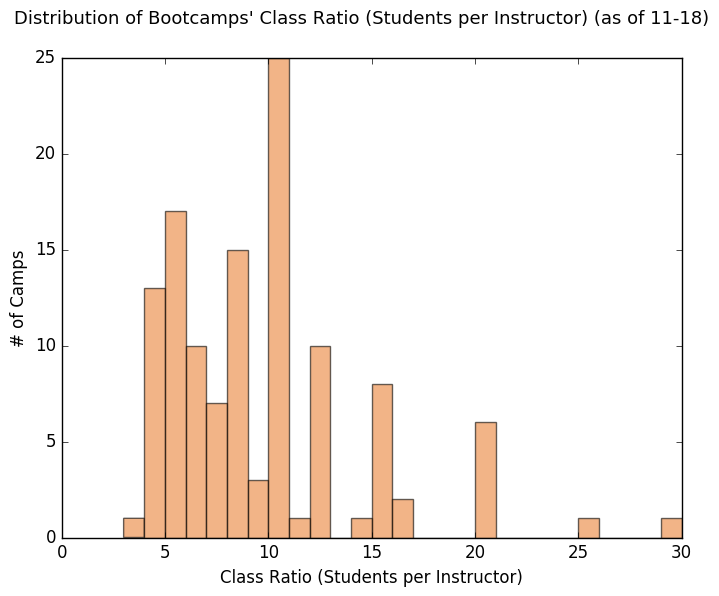 Distribution of Bootcamps' Class Ratio (Students per Instructor) (as of 11-18)
25
20
15
10
5
0
# of Camps
0 5 10 15 20 25 30
Class Ratio (Students per Instructor)